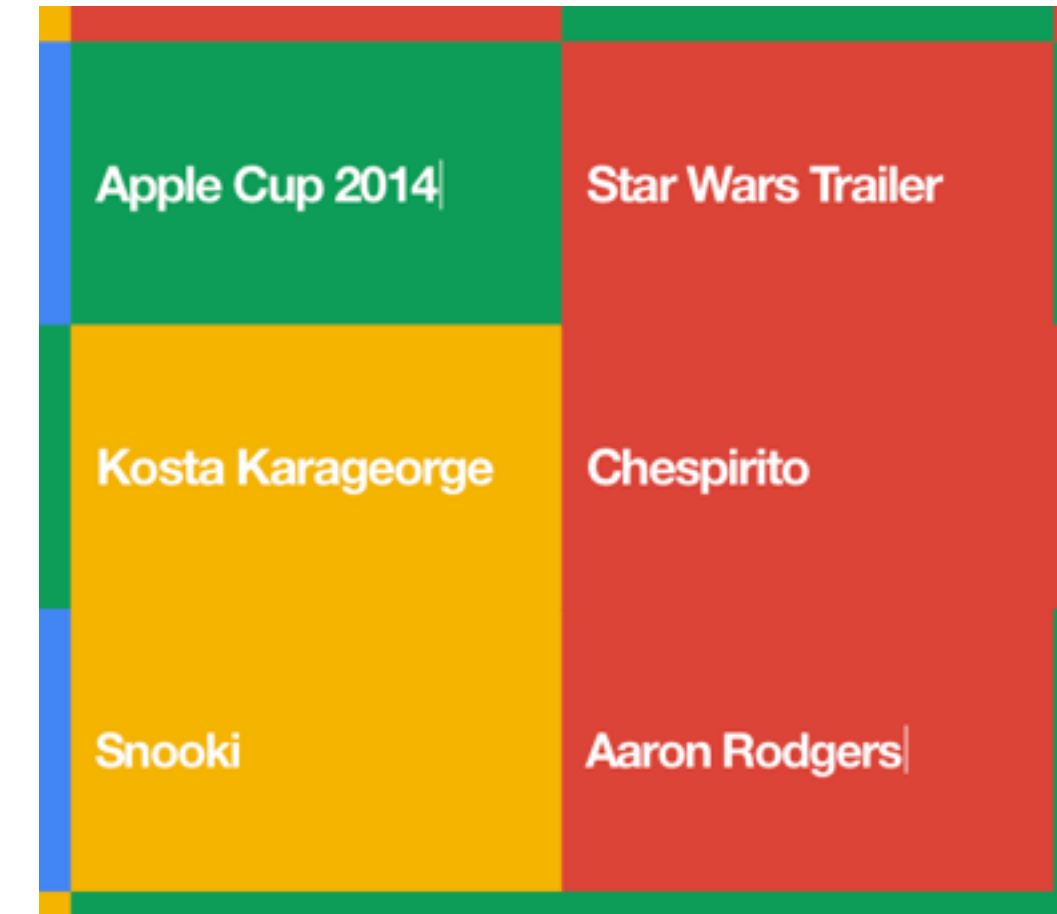 Apple Cup 2014
Star Wars Trailer
Kosta Karageorge
Chespirito
Snooki
Aaron Rodgers